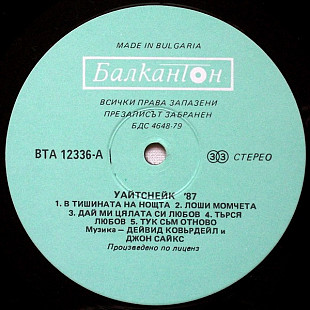 MADE IN BULGARIA
Балкантон
ВСИЧКИ ПРАВА ЗАПАЗЕНИ
ПРЕЗАПИСЪТ ЗАБРАНЕН
БДС 4648-79
ВТА 12336-А
33 СТЕРЕО
УАЙТСНЕЙК '87
1. В ТИШИНАТА НА НОЩТА 2. ЛОШИ МОМЧЕТА
3. ДАЙ МИ ЦЯЛАТА СИ ЛЮБОВ 4. ТЪРСЯ
ЛЮБОВ 5. ТУК СЪМ ОТНОВО
Музика – ДЕЙВИД КОВЪРДЕЙЛ и
ДЖОН САЙКС
Произведено по лиценз